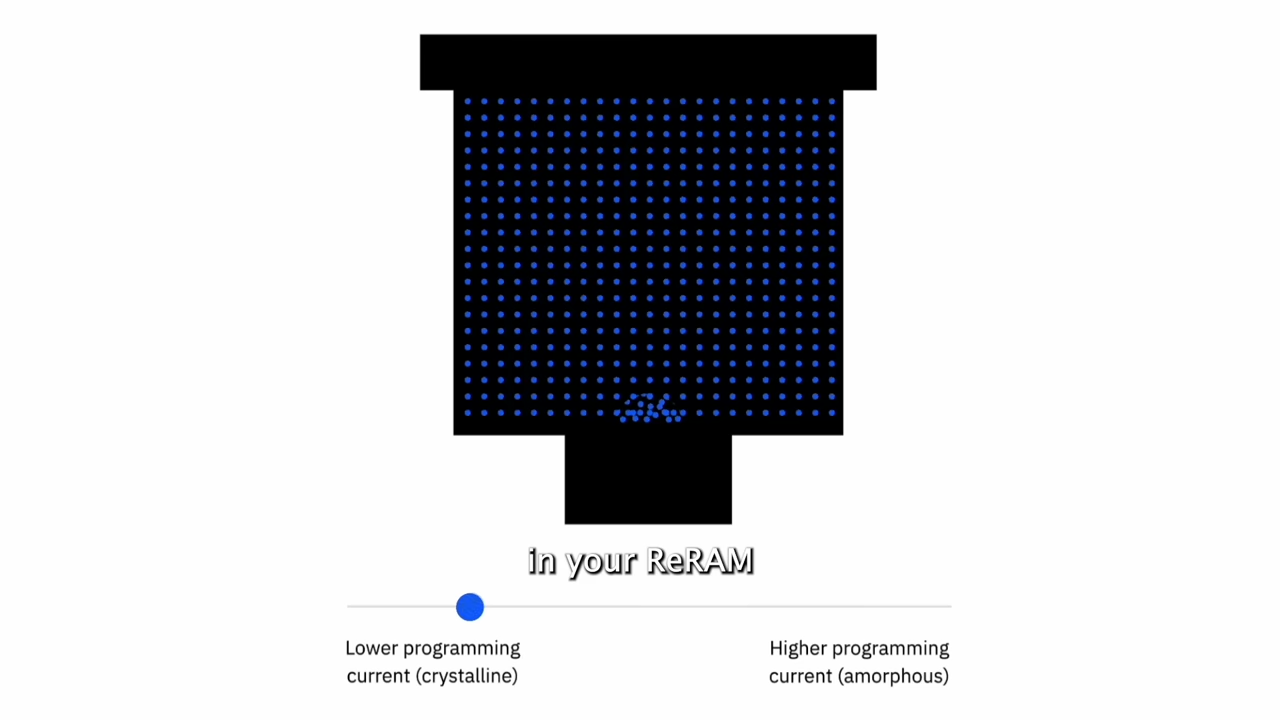 in your ReRAM
Lower programming
current (crystalline)
Higher programming
current (amorphous)